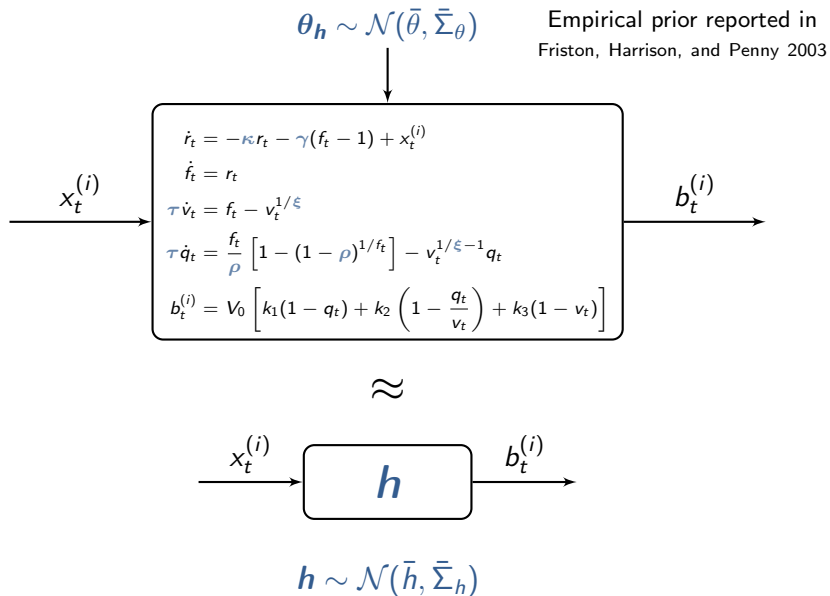 θ_h ∼ 𝒩(θ̄, Σ̄_θ)
Empirical prior reported in
Friston, Harrison, and Penny 2003
ṙ_t = −κr_t − γ(f_t − 1) + x_t^(i)
ḟ_t = r_t
τv̇_t = f_t − v_t^{1/ξ}
τq̇_t = f_t/ρ [1 − (1 − ρ)^{1/f_t}] − v_t^{1/ξ−1} q_t
b_t^(i) = V_0 [k_1(1 − q_t) + k_2 (1 − q_t/v_t) + k_3(1 − v_t)]
x_t^(i)
b_t^(i)
≈
x_t^(i)
h
b_t^(i)
h ∼ 𝒩(h̄, Σ̄_h)